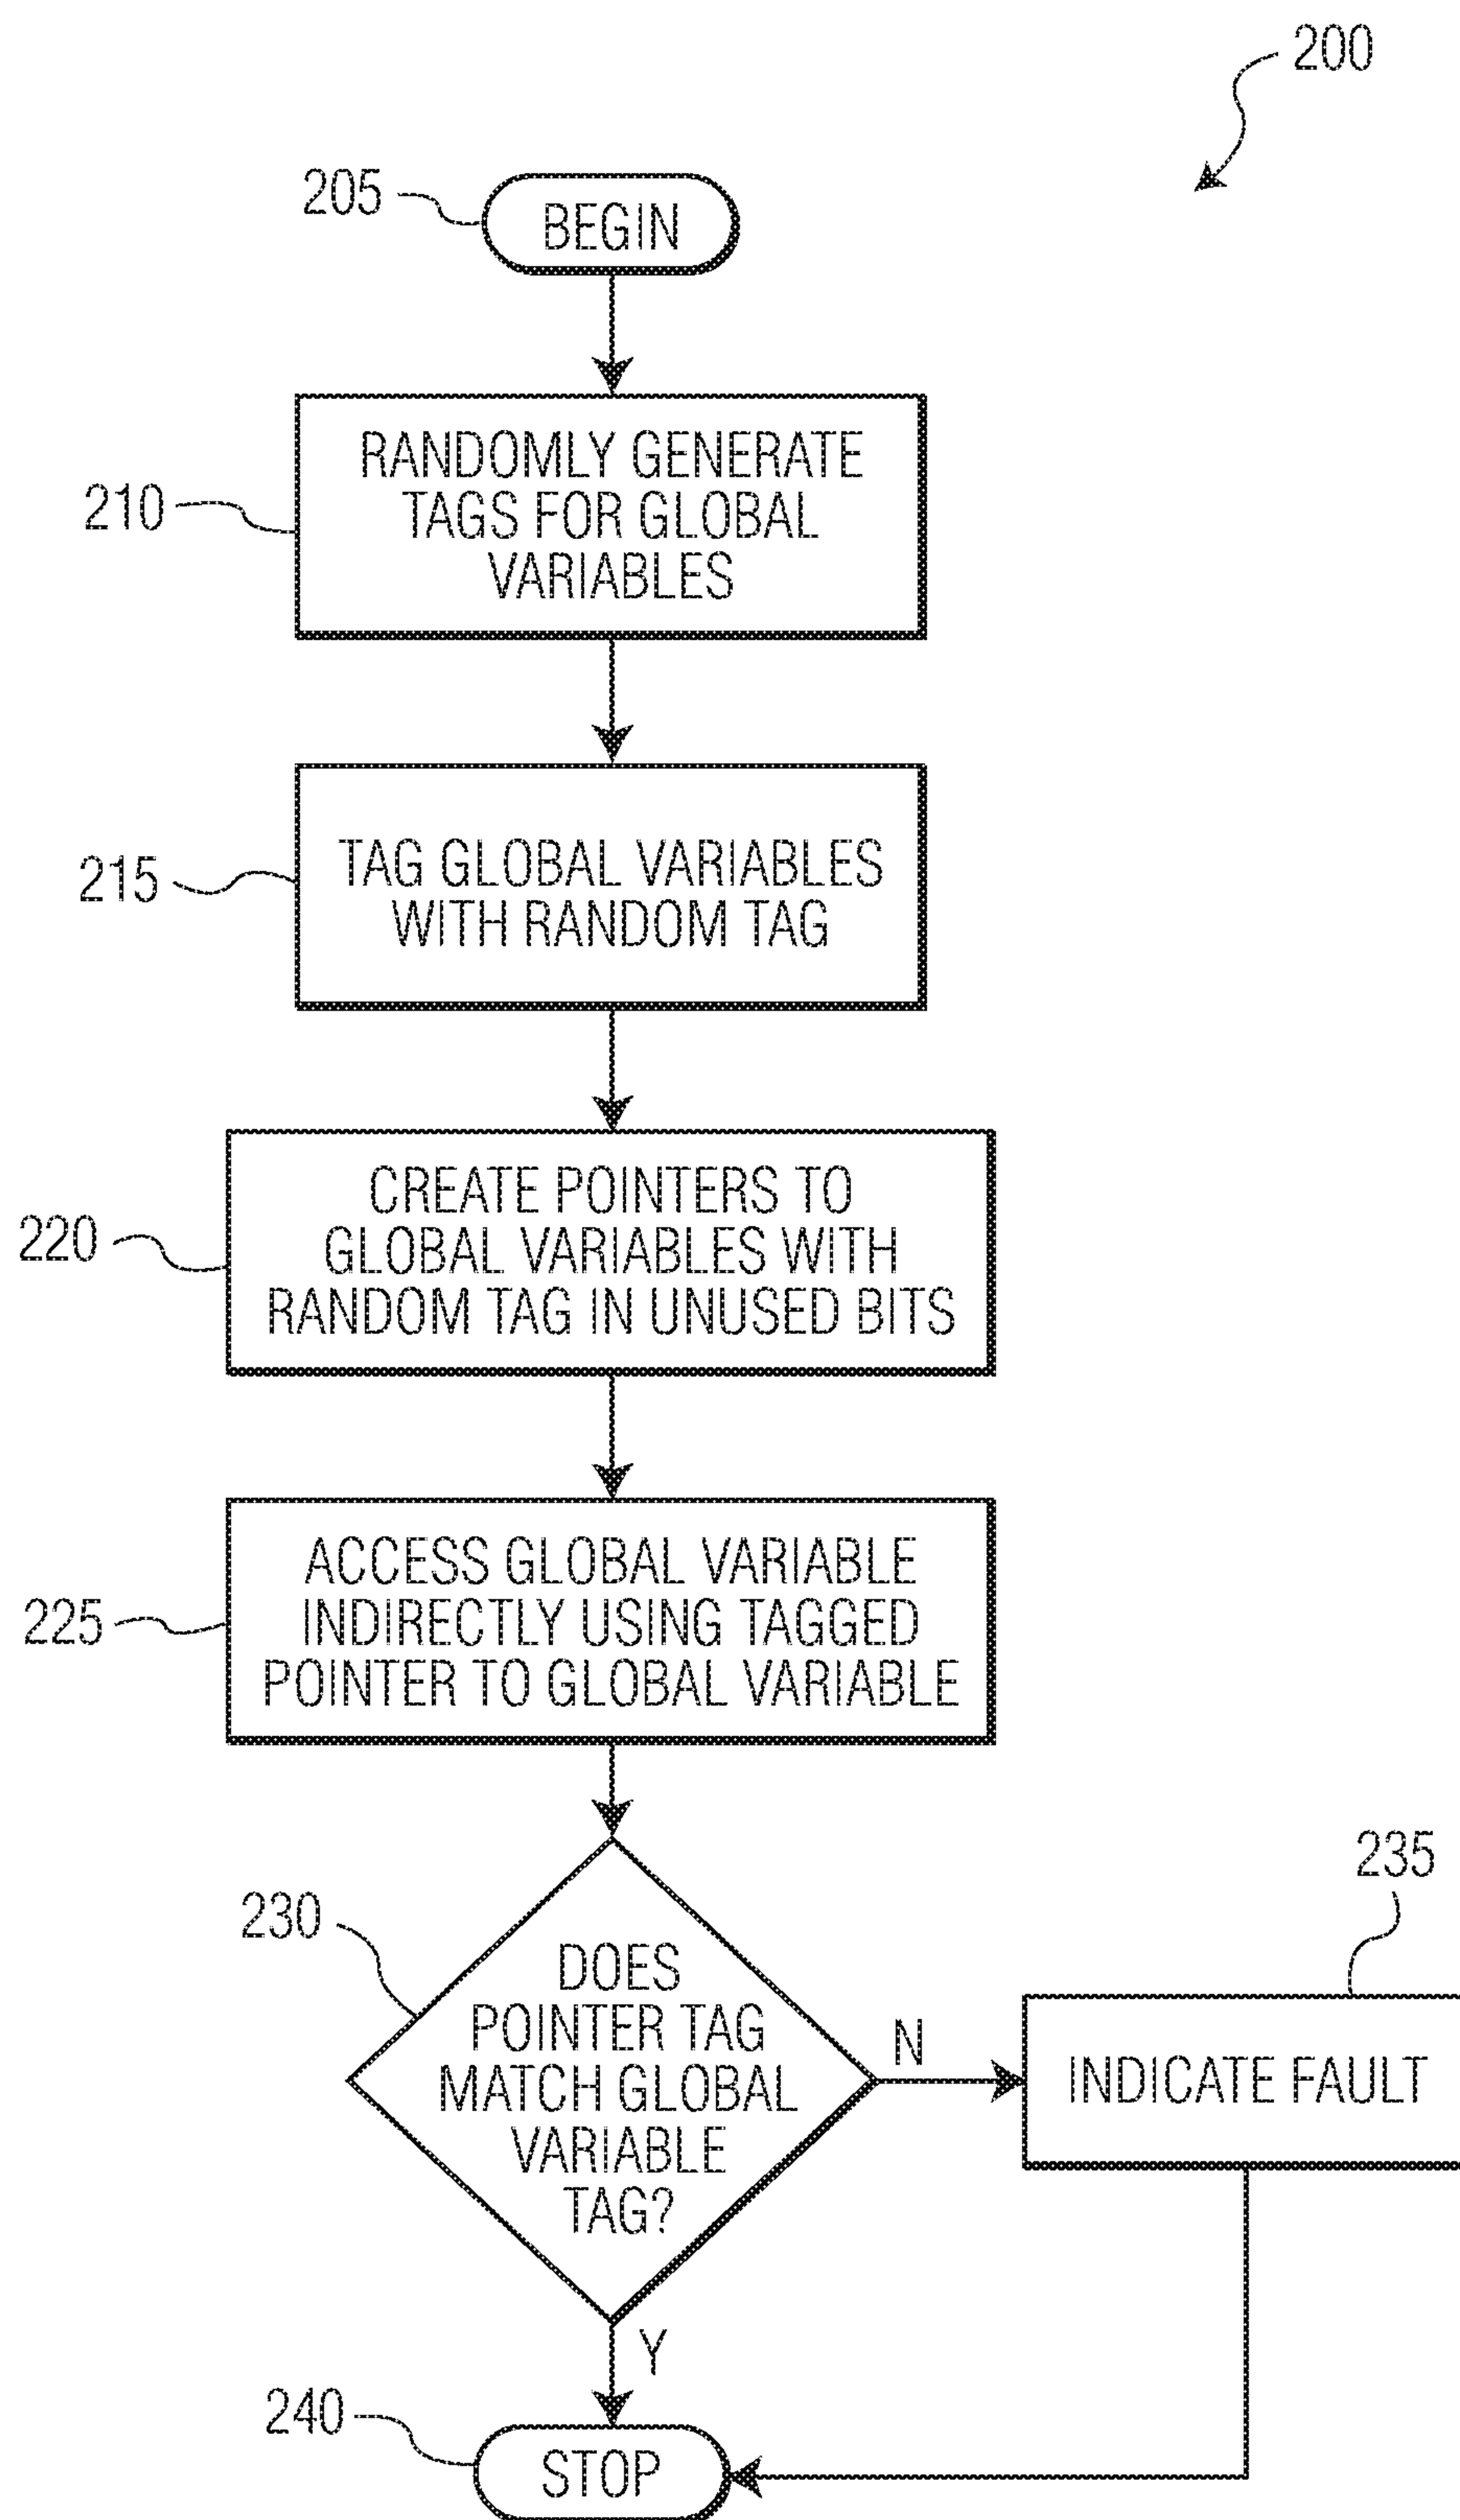 200
205
BEGIN
210
RANDOMLY GENERATE
TAGS FOR GLOBAL
VARIABLES
215
TAG GLOBAL VARIABLES
WITH RANDOM TAG
220
CREATE POINTERS TO
GLOBAL VARIABLES WITH
RANDOM TAG IN UNUSED BITS
225
ACCESS GLOBAL VARIABLE
INDIRECTLY USING TAGGED
POINTER TO GLOBAL VARIABLE
230
DOES
POINTER TAG
MATCH GLOBAL
VARIABLE
TAG?
N
235
INDICATE FAULT
Y
240
STOP